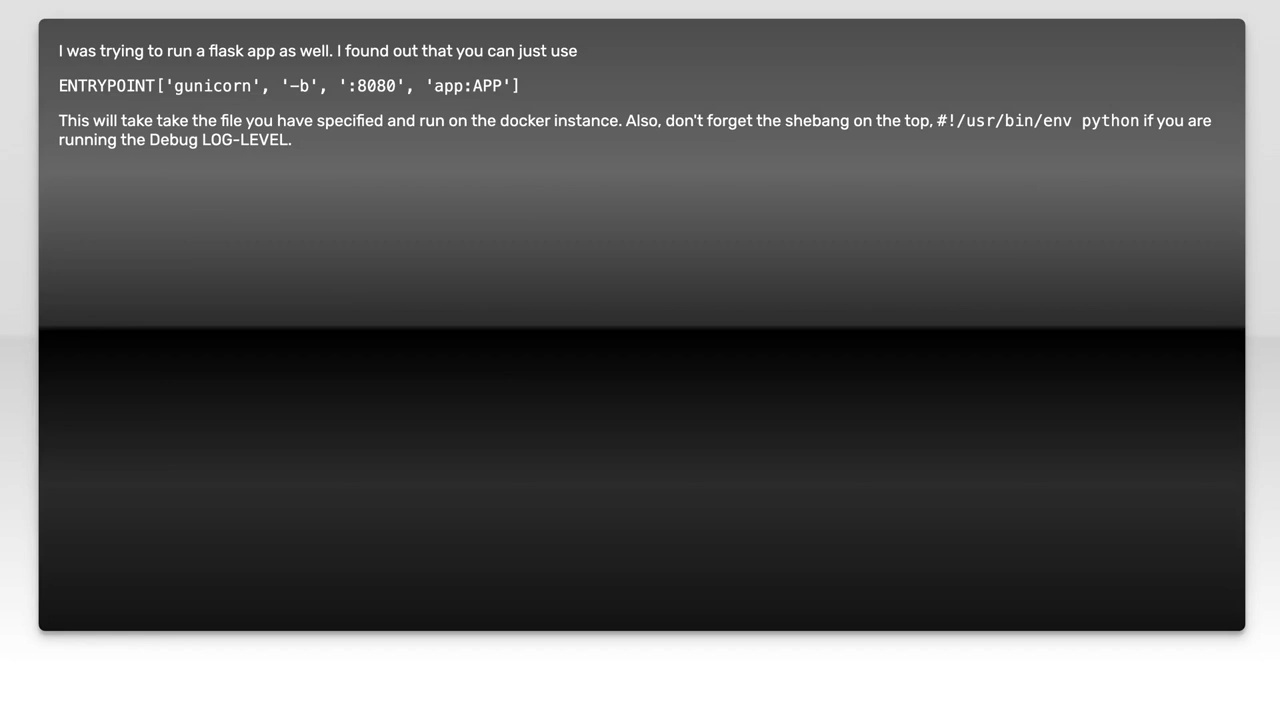 I was trying to run a flask app as well. I found out that you can just use
ENTRYPOINT['gunicorn', '-b', ':8080', 'app:APP']
This will take take the file you have specified and run on the docker instance. Also, don't forget the shebang on the top, #!/usr/bin/env python if you are
running the Debug LOG-LEVEL.